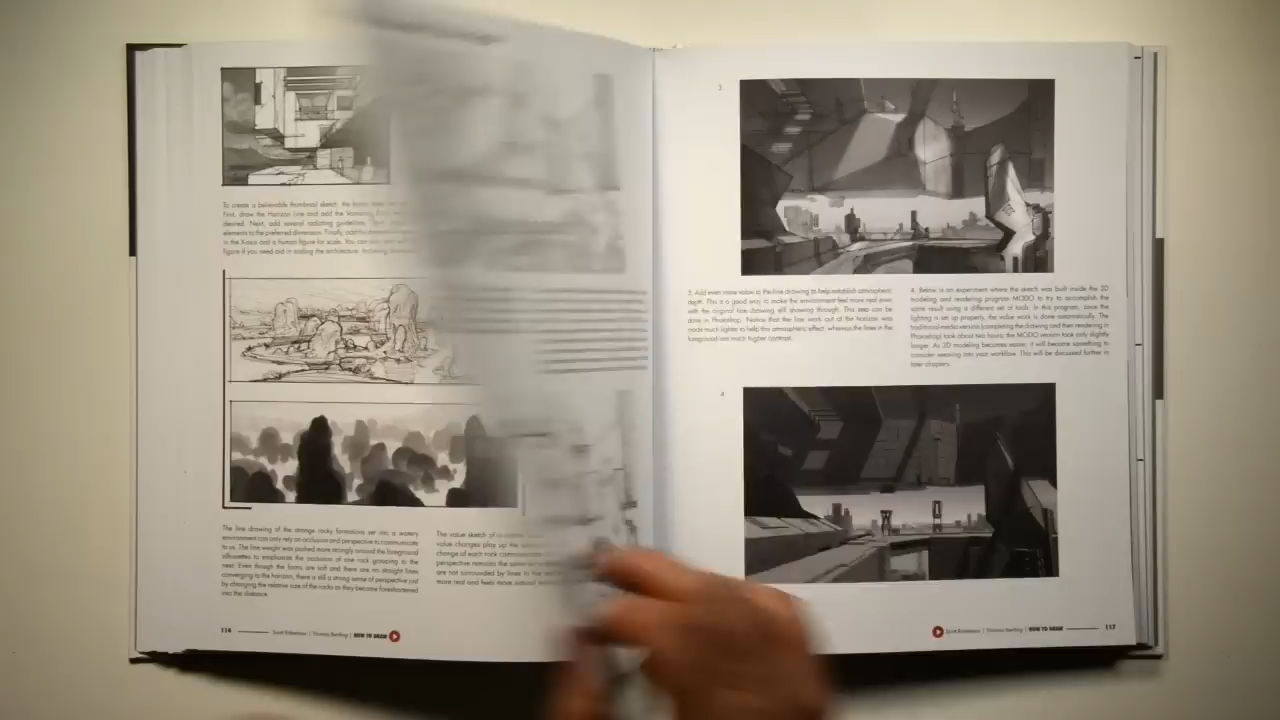 To create a believable thumbnail sketch, the
First, draw the Horizon Line and add the Vanishing
desired. Next, add several radiating guidelines.
elements to the preferred dimension. Finally, add
in the X-axis and a human figure for scale. You can
figure if you need aid in scaling the architecture.
The line drawing of the strange rocky formations set into a watery
environment can only rely on occlusion and perspective to communicate
to us. The line weight was pushed more strongly around the foreground
silhouettes to emphasize the occlusion of one rock grouping to the
next. Even though the forms are soft and there are no straight lines
converging to the horizon, there is still a strong sense of perspective just
by changing the relative size of the rocks as they become foreshortened
into the distance.
The value sketch of
value changes play up the
change of each rock
perspective remains the same
are not surrounded by lines
more real and feels more natural
114 Scott Robertson | Thomas Bertling | HOW TO DRAW
3.
3. Add even more value to the line drawing to help establish atmospheric
depth. This is a good way to make the environment feel more real even
with the original line drawing still showing through. This step can be
done in Photoshop. Notice that the line work out at the horizon was
made much lighter to help this atmospheric effect, whereas the lines in the
foreground are much higher contrast.
4. Below is an experiment where the sketch was built inside the 3D
modeling and rendering program MODO to try to accomplish the
same result using a different set of tools. In this program, once the
lighting is set up properly, the value work is done automatically. The
traditional-media version (completing the drawing and then rendering in
Photoshop) took about two hours; the MODO version took only slightly
longer. As 3D modeling becomes easier, it will become something to
consider weaving into your workflow. This will be discussed further in
later chapters.
4.
Scott Robertson | Thomas Bertling | HOW TO DRAW 117